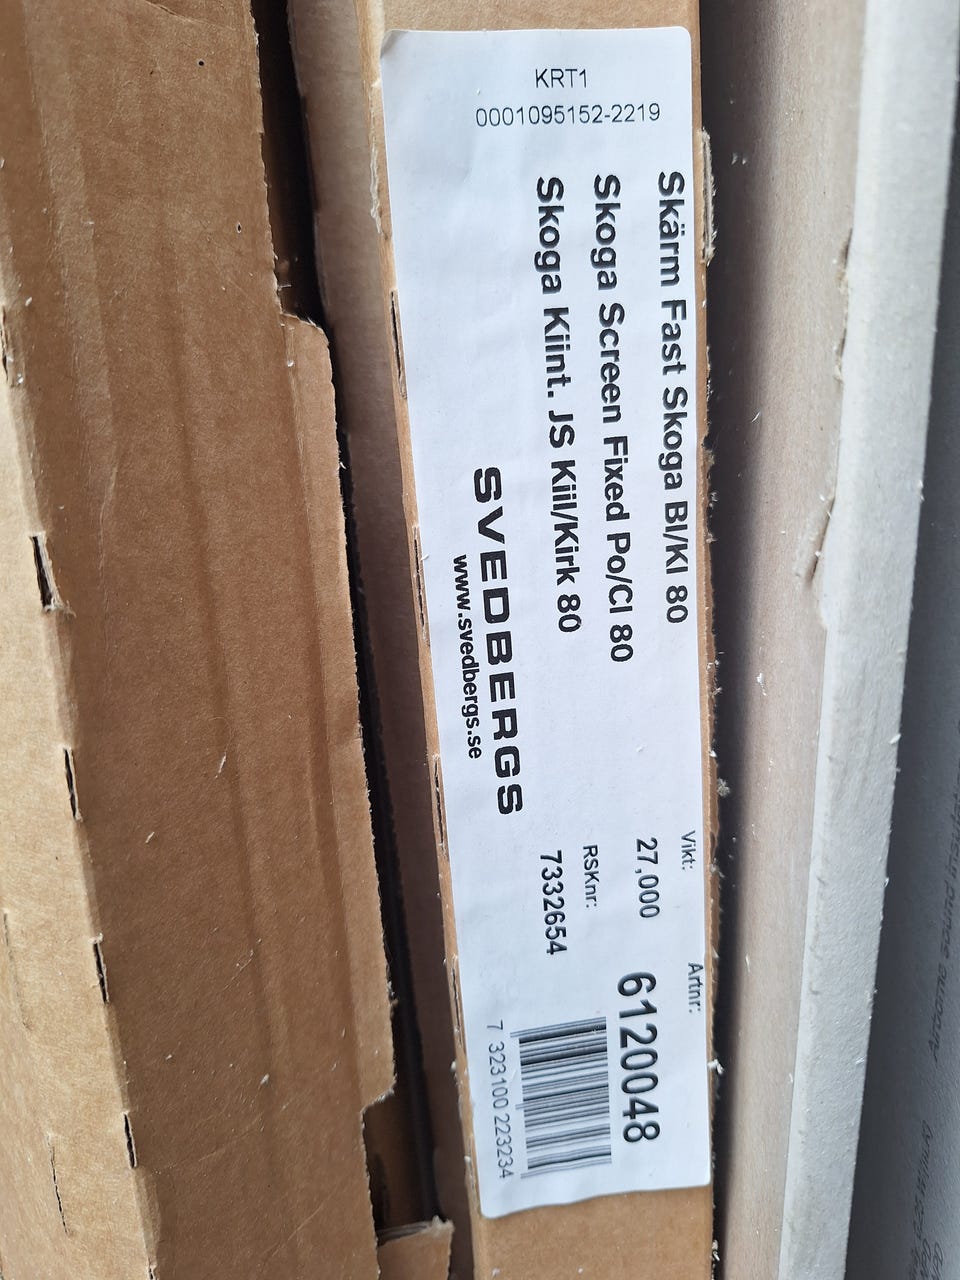 KRT1
0001095152-2219
Skärm Fast Skoga Bl/Kl 80
Skoga Screen Fixed Po/Cl 80
Skoga Kiint. JS Kiil/Kirk 80
SVEDBERGS
www.svedbergs.se
Vikt:
27,000
RSKnr:
7332654
Artnr:
6120048
7 323100 223234